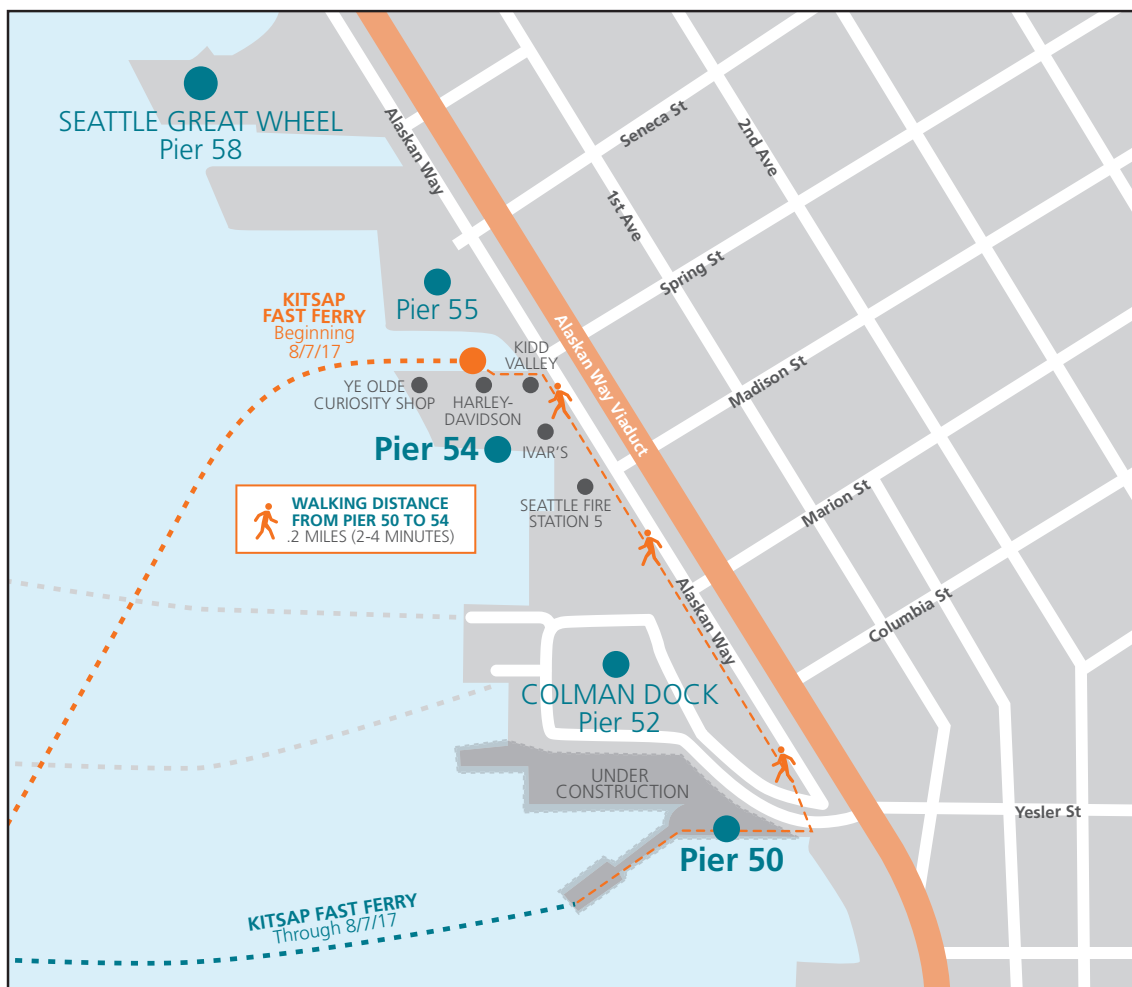 SEATTLE GREAT WHEEL
Pier 58
Alaskan Way
Seneca St
2nd Ave
1st Ave
Spring St
Pier 55
KITSAP
FAST FERRY
Beginning
8/7/17
KIDD
VALLEY
Alaskan Way Viaduct
Madison St
YE OLDE
CURIOSITY SHOP
HARLEY-
DAVIDSON
Pier 54
IVAR'S
WALKING DISTANCE
FROM PIER 50 TO 54
.2 MILES (2-4 MINUTES)
SEATTLE FIRE
STATION 5
Marion St
Alaskan Way
Columbia St
COLMAN DOCK
Pier 52
UNDER
CONSTRUCTION
Yesler St
Pier 50
KITSAP FAST FERRY
Through 8/7/17